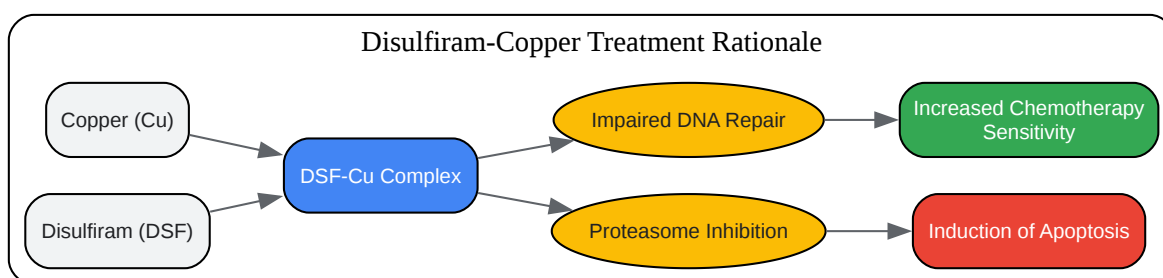 Disulfiram-Copper Treatment Rationale
Copper (Cu)
Disulfiram (DSF)
DSF-Cu Complex
Impaired DNA Repair
Proteasome Inhibition
Increased Chemotherapy
Sensitivity
Induction of Apoptosis